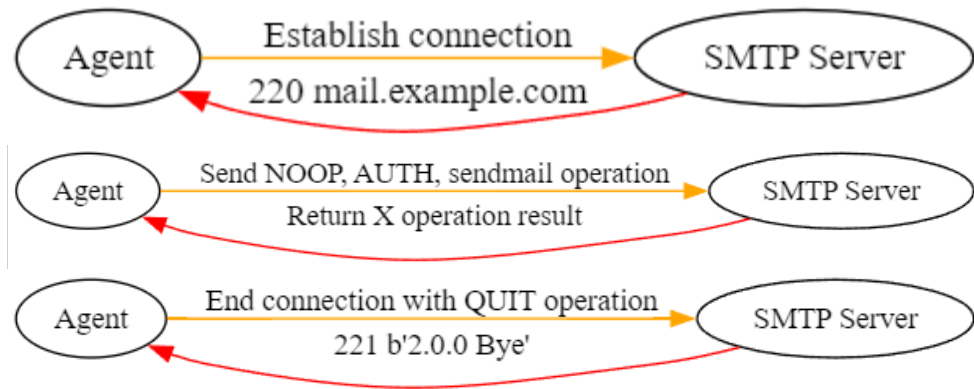 Establish connection
Agent
SMTP Server
220 mail.example.com
Send NOOP, AUTH, sendmail operation
Agent
SMTP Server
Return X operation result
End connection with QUIT operation
Agent
SMTP Server
221 b'2.0.0 Bye'